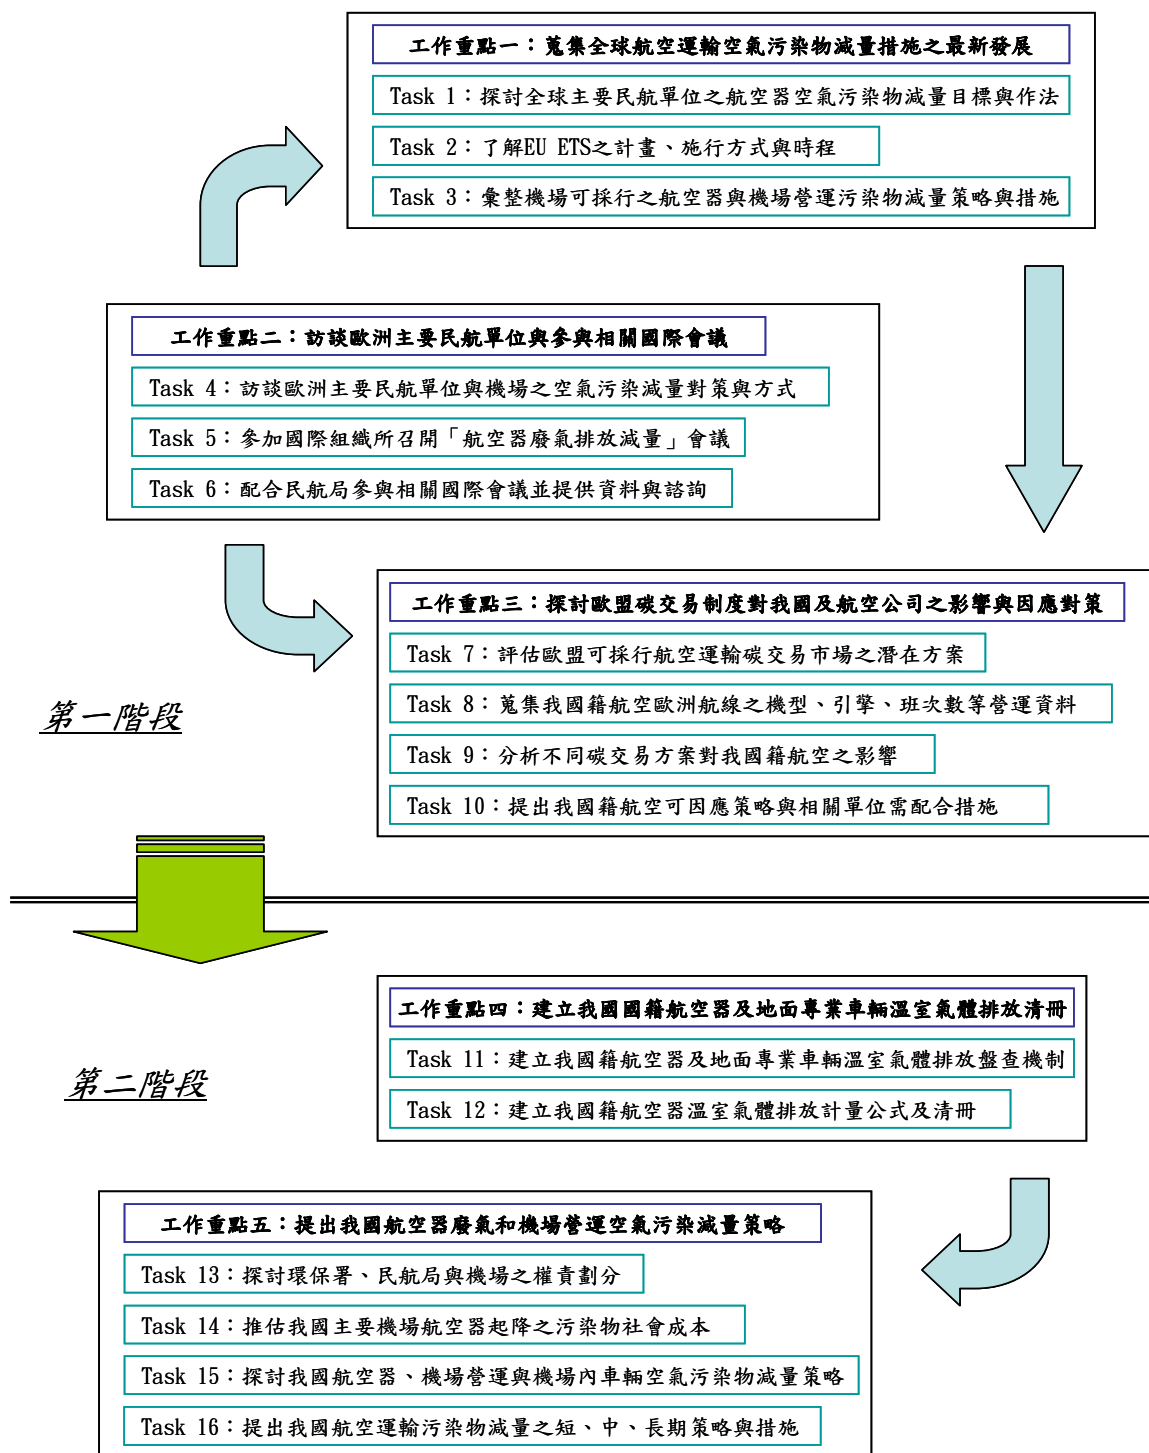 工作重點一：蒐集全球航空運輸空氣污染物減量措施之最新發展
Task 1：探討全球主要民航單位之航空器空氣污染物減量目標與作法
Task 2：了解EU ETS之計畫、施行方式與時程
Task 3：彙整機場可採行之航空器與機場營運污染物減量策略與措施
工作重點二：訪談歐洲主要民航單位與參與相關國際會議
Task 4：訪談歐洲主要民航單位與機場之空氣污染減量對策與方式
Task 5：參加國際組織所召開「航空器廢氣排放減量」會議
Task 6：配合民航局參與相關國際會議並提供資料與諮詢
工作重點三：探討歐盟碳交易制度對我國及航空公司之影響與因應對策
Task 7：評估歐盟可採行航空運輸碳交易市場之潛在方案
Task 8：蒐集我國籍航空歐洲航線之機型、引擎、班次數等營運資料
Task 9：分析不同碳交易方案對我國籍航空之影響
Task 10：提出我國籍航空可因應策略與相關單位需配合措施
第一階段
工作重點四：建立我國國籍航空器及地面專業車輛溫室氣體排放清冊
Task 11：建立我國籍航空器及地面專業車輛溫室氣體排放盤查機制
Task 12：建立我國籍航空器溫室氣體排放計量公式及清冊
第二階段
工作重點五：提出我國航空器廢氣和機場營運空氣污染減量策略
Task 13：探討環保署、民航局與機場之權責劃分
Task 14：推估我國主要機場航空器起降之污染物社會成本
Task 15：探討我國航空器、機場營運與機場內車輛空氣污染物減量策略
Task 16：提出我國航空運輸污染物減量之短、中、長期策略與措施